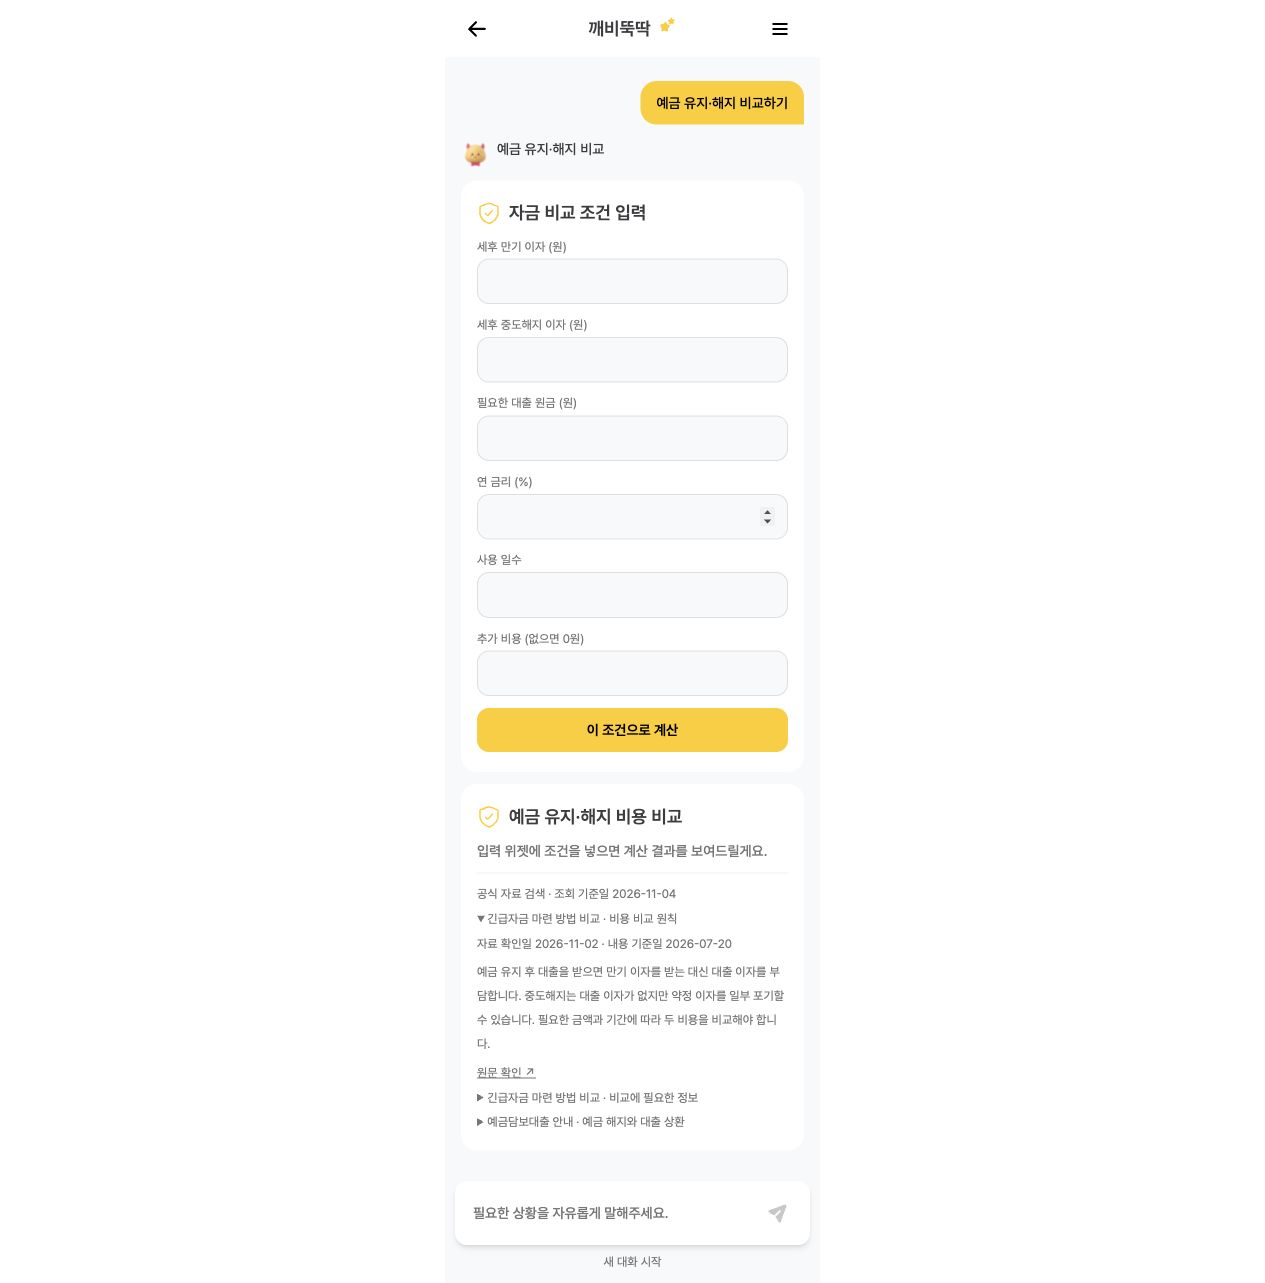 깨비뚝딱
예금 유지·해지 비교하기
예금 유지·해지 비교
자금 비교 조건 입력
세후 만기 이자 (원)
세후 중도해지 이자 (원)
필요한 대출 원금 (원)
연 금리 (%)
사용 일수
추가 비용 (없으면 0원)
이 조건으로 계산
예금 유지·해지 비용 비교
입력 위젯에 조건을 넣으면 계산 결과를 보여드릴게요.
공식 자료 검색 · 조회 기준일 2026-11-04
▼ 긴급자금 마련 방법 비교 · 비용 비교 원칙
자료 확인일 2026-11-02 · 내용 기준일 2026-07-20
예금 유지 후 대출을 받으면 만기 이자를 받는 대신 대출 이자를 부
담합니다. 중도해지는 대출 이자가 없지만 약정 이자를 일부 포기할
수 있습니다. 필요한 금액과 기간에 따라 두 비용을 비교해야 합니
다.
원문 확인 ↗
▶ 긴급자금 마련 방법 비교 · 비교에 필요한 정보
▶ 예금담보대출 안내 · 예금 해지와 대출 상환
필요한 상황을 자유롭게 말해주세요.
새 대화 시작